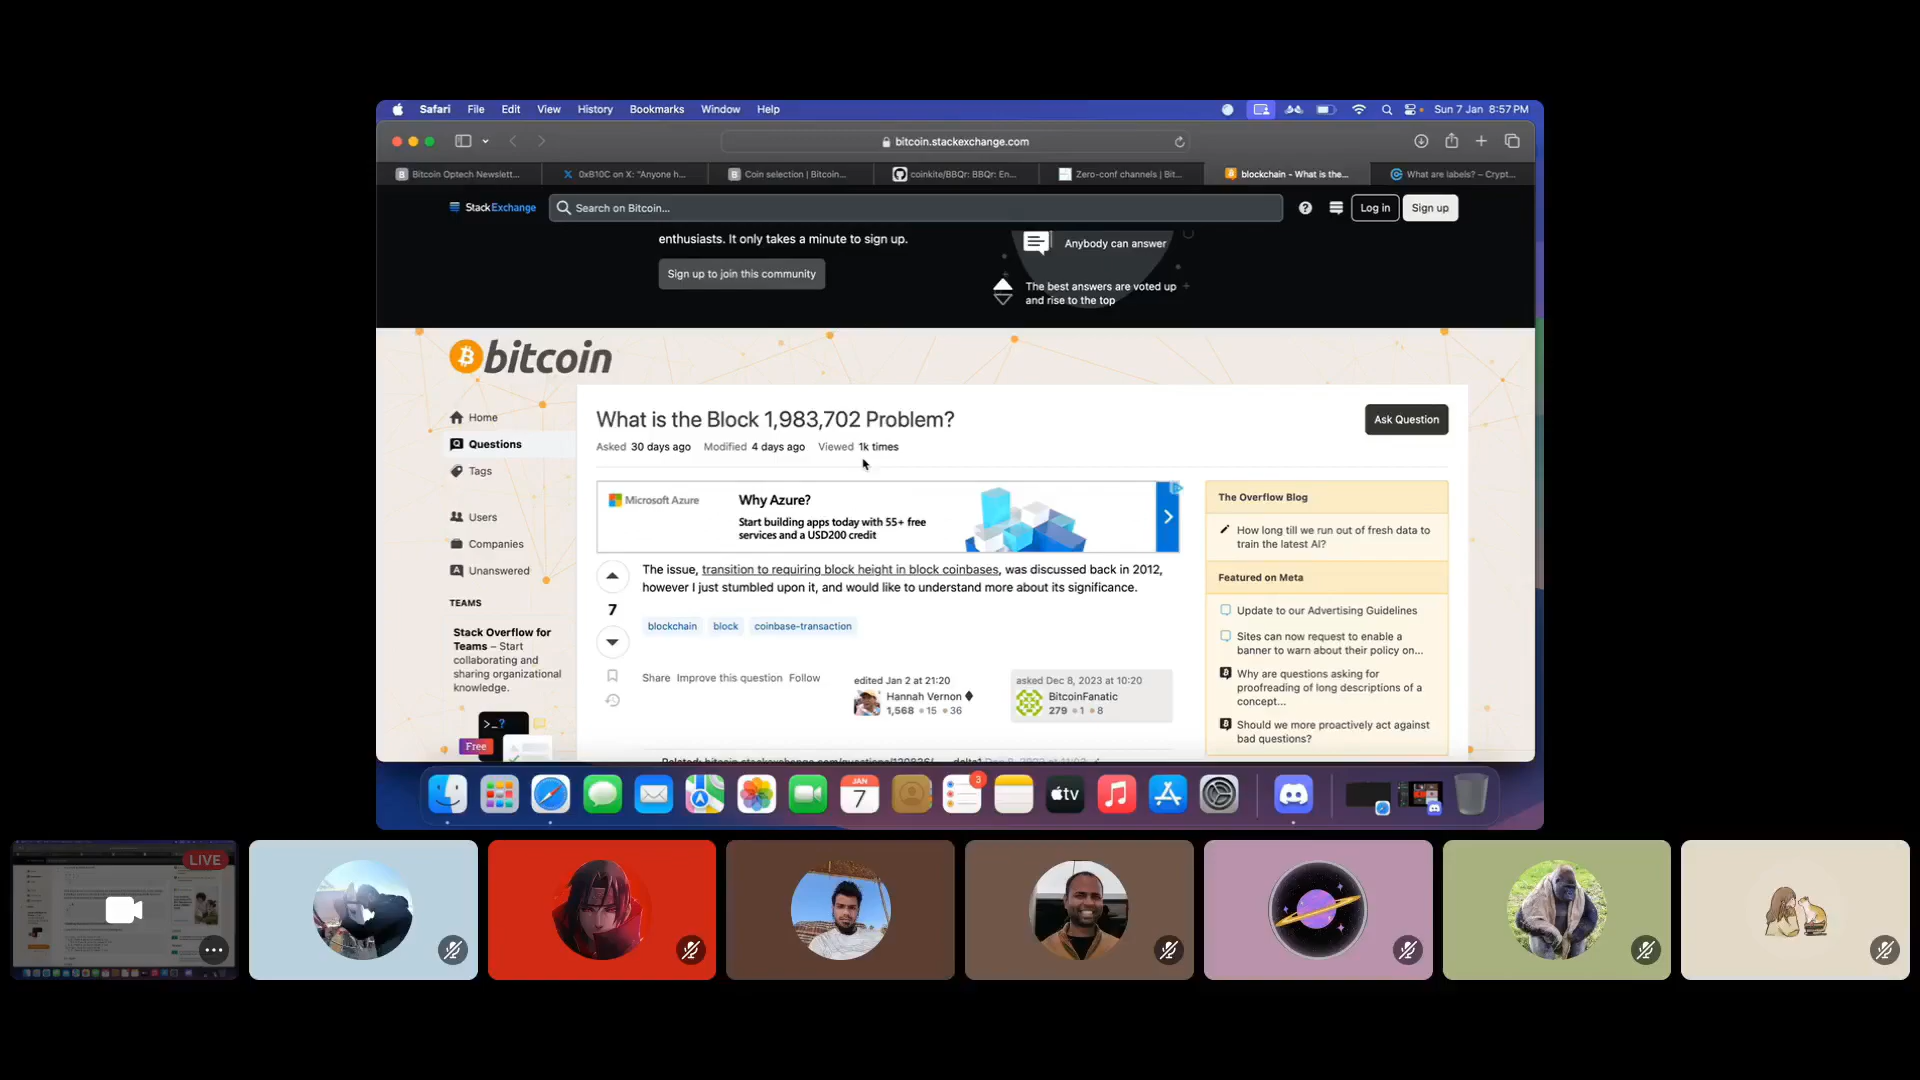 Safari File Edit View History Bookmarks Window Help
Sun 7 Jan 8:57 PM
bitcoin.stackexchange.com
Bitcoin Optech Newslett...
0xB10C on X: "Anyone h...
Coin selection | Bitcoin...
coinkite/BBQr: BBQr: En...
Zero-conf channels | Bit...
blockchain - What is the...
What are labels? – Crypt...
StackExchange
Search on Bitcoin...
Log in
Sign up
enthusiasts. It only takes a minute to sign up.
Sign up to join this community
Anybody can answer
The best answers are voted up
and rise to the top
bitcoin
Home
Questions
Tags
Users
Companies
Unanswered
TEAMS
Stack Overflow for
Teams – Start
collaborating and
sharing organizational
knowledge.
Free
What is the Block 1,983,702 Problem?
Ask Question
Asked 30 days ago Modified 4 days ago Viewed 1k times
Microsoft Azure
Why Azure?
Start building apps today with 55+ free
services and a USD200 credit
The issue, transition to requiring block height in block coinbases, was discussed back in 2012,
however I just stumbled upon it, and would like to understand more about its significance.
7
blockchain block coinbase-transaction
Share Improve this question Follow
edited Jan 2 at 21:20
Hannah Vernon
1,568 15 36
asked Dec 8, 2023 at 10:20
BitcoinFanatic
279 1 8
The Overflow Blog
How long till we run out of fresh data to
train the latest AI?
Featured on Meta
Update to our Advertising Guidelines
Sites can now request to enable a
banner to warn about their policy on...
Why are questions asking for
proofreading of long descriptions of a
concept...
Should we more proactively act against
bad questions?
JAN
7
3
tv
LIVE